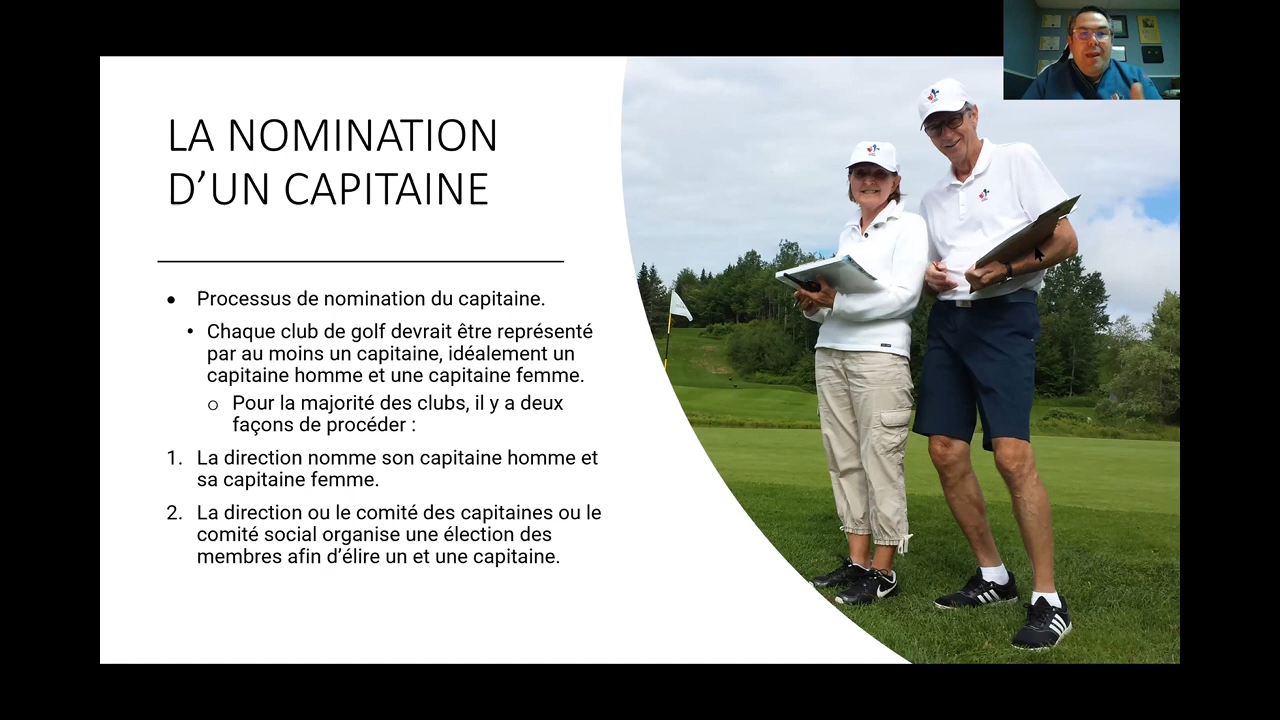 LA NOMINATION
D’UN CAPITAINE
• Processus de nomination du capitaine.
• Chaque club de golf devrait être représenté
par au moins un capitaine, idéalement un
capitaine homme et une capitaine femme.
o Pour la majorité des clubs, il y a deux
façons de procéder :
1. La direction nomme son capitaine homme et
sa capitaine femme.
2. La direction ou le comité des capitaines ou le
comité social organise une élection des
membres afin d’élire un et une capitaine.